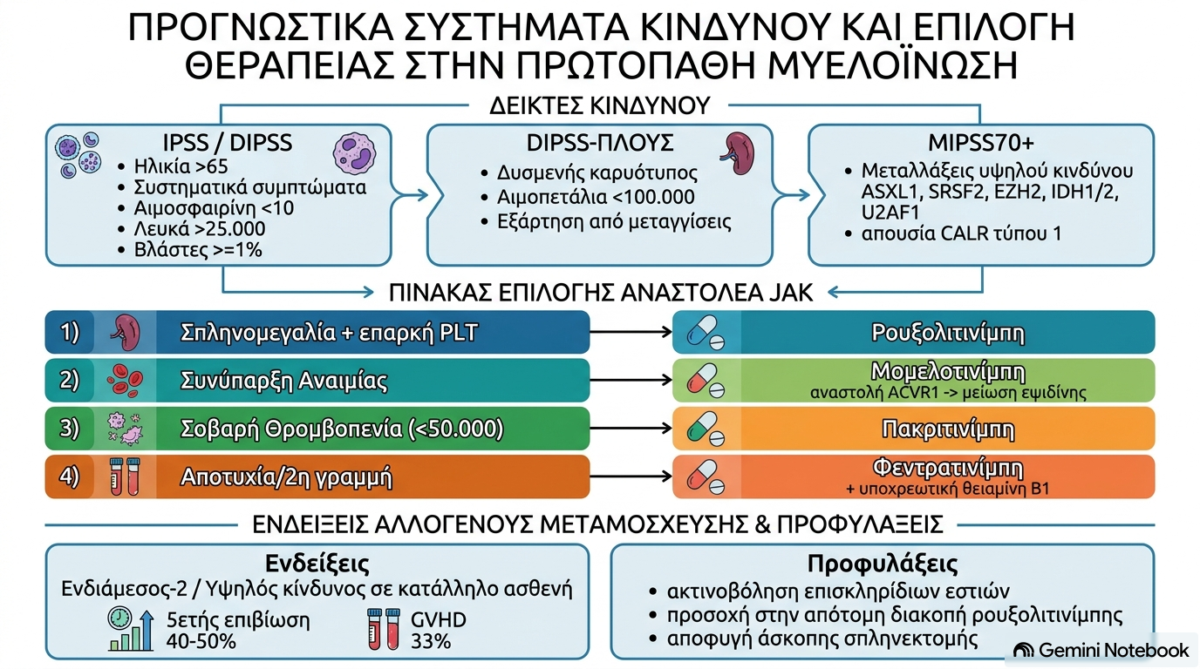 ΠΡΟΓΝΩΣΤΙΚΑ ΣΥΣΤΗΜΑΤΑ ΚΙΝΔΥΝΟΥ ΚΑΙ ΕΠΙΛΟΓΗ
ΘΕΡΑΠΕΙΑΣ ΣΤΗΝ ΠΡΩΤΟΠΑΘΗ ΜΥΕΛΟΪΝΩΣΗ
ΔΕΙΚΤΕΣ ΚΙΝΔΥΝΟΥ
IPSS / DIPSS
• Ηλικία >65
• Συστηματικά συμπτώματα
• Αιμοσφαιρίνη <10
• Λευκά >25.000
• Βλάστες >=1%
DIPSS-ΠΛΟΥΣ
• Δυσμενής καρυότυπος
• Αιμοπετάλια <100.000
• Εξάρτηση από μεταγγίσεις
MIPSS70+
• Μεταλλάξεις υψηλού κινδύνου
ASXL1, SRSF2, EZH2, IDH1/2,
U2AF1
• απουσία CALR τύπου 1
ΠΙΝΑΚΑΣ ΕΠΙΛΟΓΗΣ ΑΝΑΣΤΟΛΕΑ JAK
1) Σπληνομεγαλία + επαρκή PLT
Ρουξολιτινίμπη
2) Συνύπαρξη Αναιμίας
Μομελοτινίμπη
αναστολή ACVR1 -> μείωση εψιδίνης
3) Σοβαρή Θρομβοπενία (<50.000)
Πακριτινίμπη
4) Αποτυχία/2η γραμμή
Φεντρατινίμπη
+ υποχρεωτική θειαμίνη B1
ΕΝΔΕΙΞΕΙΣ ΑΛΛΟΓΕΝΟΥΣ ΜΕΤΑΜΟΣΧΕΥΣΗΣ & ΠΡΟΦΥΛΑΞΕΙΣ
Ενδείξεις
Ενδιάμεσος-2 / Υψηλός κίνδυνος σε κατάλληλο ασθενή
5ετής επιβίωση
40-50%
GVHD
33%
Προφυλάξεις
• ακτινοβόληση επισκληρίδιων εστιών
• προσοχή στην απότομη διακοπή ρουξολιτινίμπης
• αποφυγή άσκοπης σπληνεκτομής
Gemini Notebook